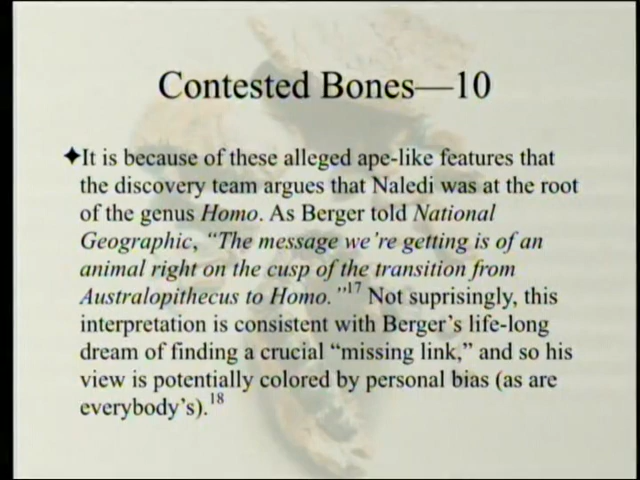 Contested Bones—10
✦It is because of these alleged ape-like features that
the discovery team argues that Naledi was at the root
of the genus Homo. As Berger told National
Geographic, “The message we’re getting is of an
animal right on the cusp of the transition from
Australopithecus to Homo.”17 Not suprisingly, this
interpretation is consistent with Berger’s life-long
dream of finding a crucial “missing link,” and so his
view is potentially colored by personal bias (as are
everybody’s).18